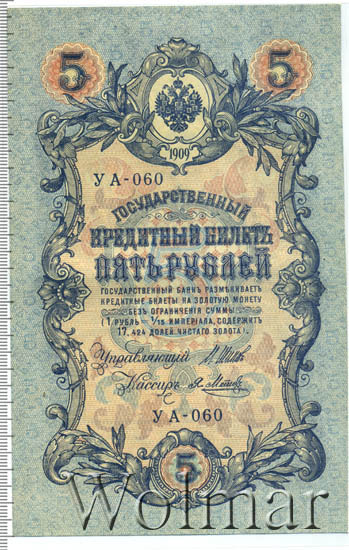 5 5
1909
УА-060
ГОСУДАРСТВЕННЫЙ
КРЕДИТНЫЙ БИЛЕТЪ
ПЯТЬ РУБЛЕЙ
ГОСУДАРСТВЕННЫЙ БАНКЪ РАЗМѢНИВАЕТЪ
КРЕДИТНЫЕ БИЛЕТЫ НА ЗОЛОТУЮ МОНЕТУ
БЕЗЪ ОГРАНИЧЕНІЯ СУММЫ
(1 РУБЛЬ = 1/15 ИМПЕРІАЛА, СОДЕРЖИТЪ
17,424 ДОЛЕЙ ЧИСТАГО ЗОЛОТА).
Управляющій
Кассиръ
УА-060
5
Wolmar